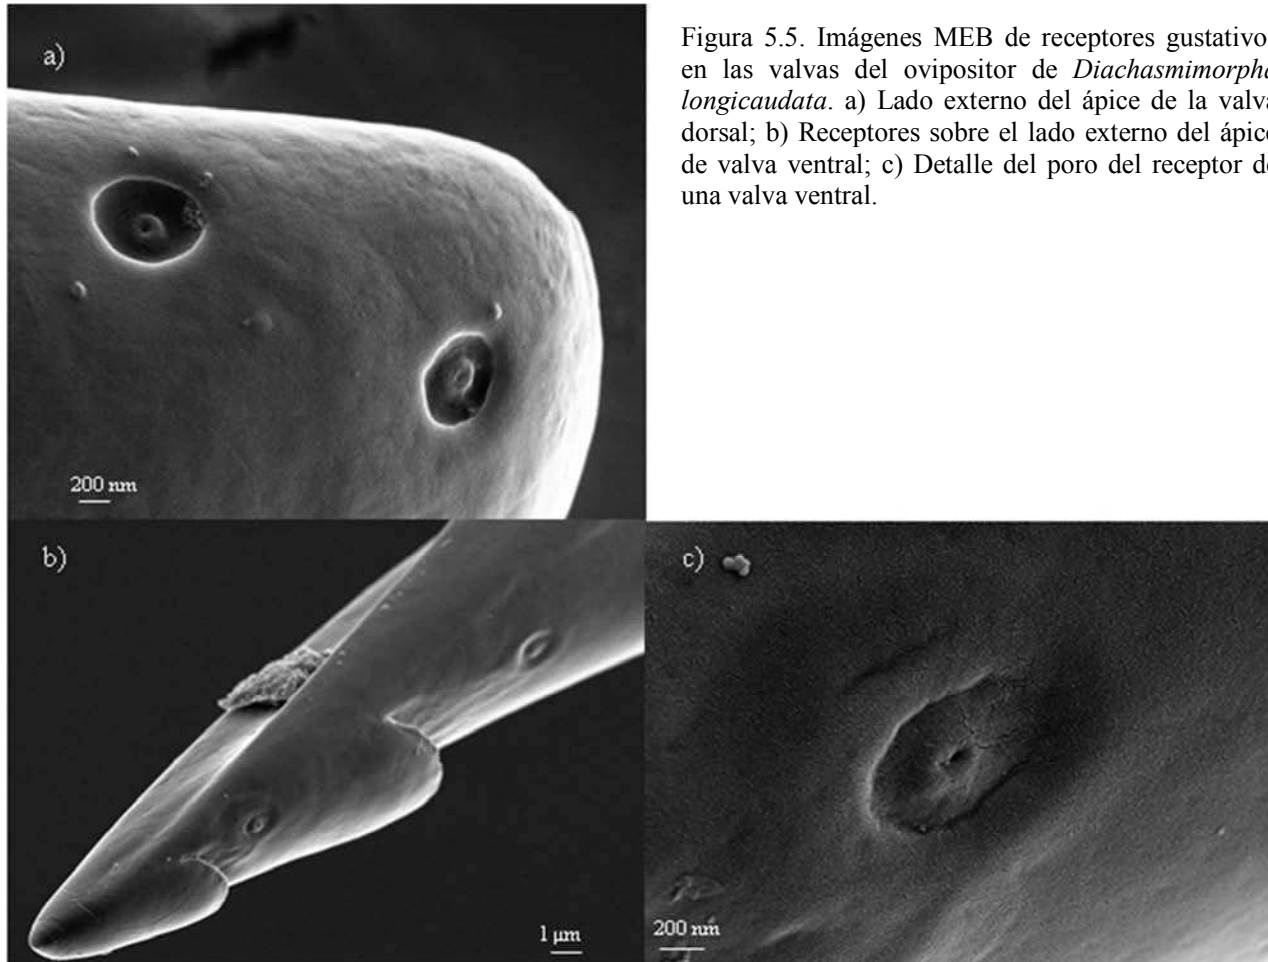 Figura 5.5. Imágenes MEB de receptores gustativo
en las valvas del ovipositor de Diachasmimorpha
longicaudata. a) Lado externo del ápice de la valva
dorsal; b) Receptores sobre el lado externo del ápice
de valva ventral; c) Detalle del poro del receptor de
una valva ventral.
a)
200 nm
b)
1 µm
c)
200 nm